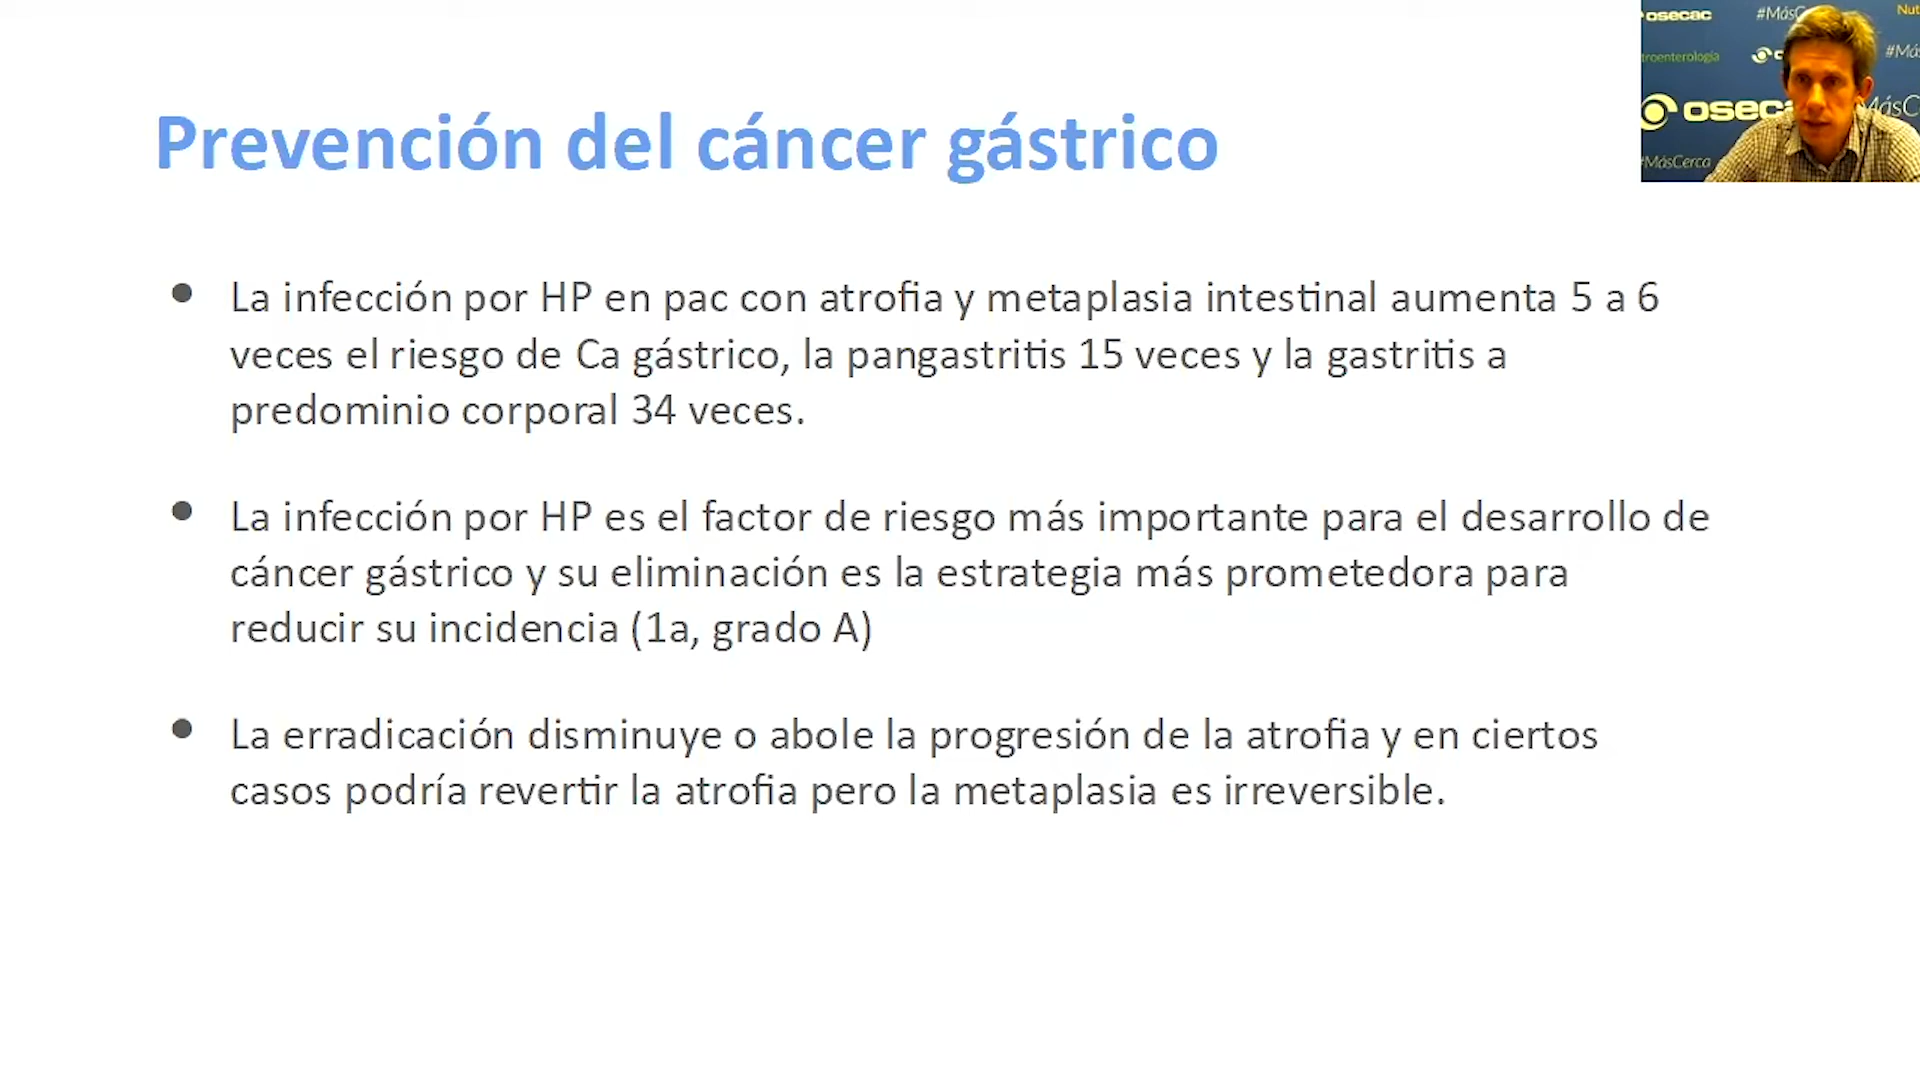 Prevención del cáncer gástrico
La infección por HP en pac con atrofia y metaplasia intestinal aumenta 5 a 6
veces el riesgo de Ca gástrico, la pangastritis 15 veces y la gastritis a
predominio corporal 34 veces.
La infección por HP es el factor de riesgo más importante para el desarrollo de
cáncer gástrico y su eliminación es la estrategia más prometedora para
reducir su incidencia (1a, grado A)
La erradicación disminuye o abole la progresión de la atrofia y en ciertos
casos podría revertir la atrofia pero la metaplasia es irreversible.
osecac
#MásCerca